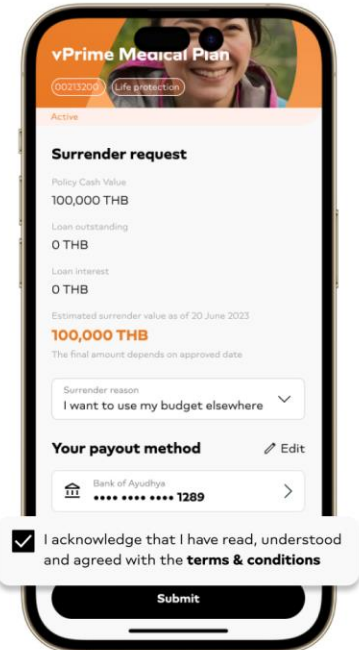 vPrime Medical Plan
00213200
Life protection
Active
Surrender request
Policy Cash Value
100,000 THB
Loan outstanding
0 THB
Loan interest
0 THB
Estimated surrender value as of 20 June 2023
100,000 THB
The final amount depends on approved date
Surrender reason
I want to use my budget elsewhere
Your payout method
Edit
Bank of Ayudhya
•••• •••• •••• 1289
I acknowledge that I have read, understood
and agreed with the terms & conditions
Submit